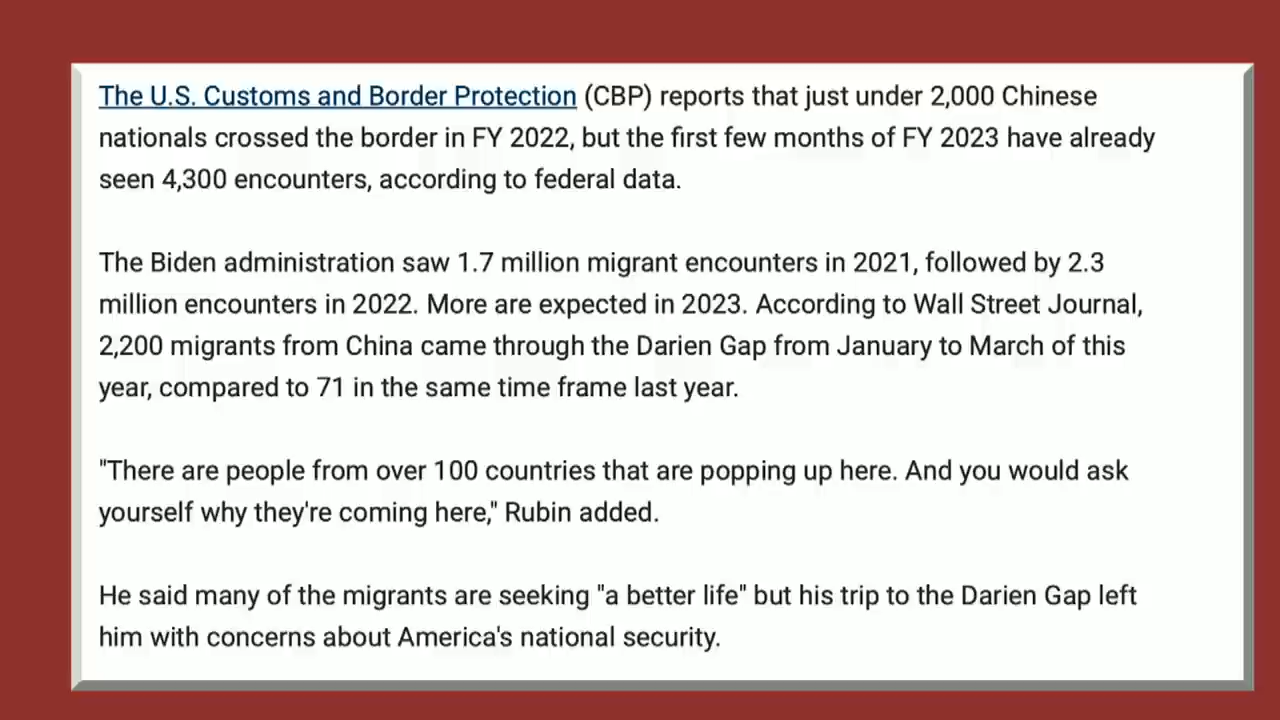 The U.S. Customs and Border Protection (CBP) reports that just under 2,000 Chinese
nationals crossed the border in FY 2022, but the first few months of FY 2023 have already
seen 4,300 encounters, according to federal data.
The Biden administration saw 1.7 million migrant encounters in 2021, followed by 2.3
million encounters in 2022. More are expected in 2023. According to Wall Street Journal,
2,200 migrants from China came through the Darien Gap from January to March of this
year, compared to 71 in the same time frame last year.
"There are people from over 100 countries that are popping up here. And you would ask
yourself why they're coming here," Rubin added.
He said many of the migrants are seeking "a better life" but his trip to the Darien Gap left
him with concerns about America's national security.